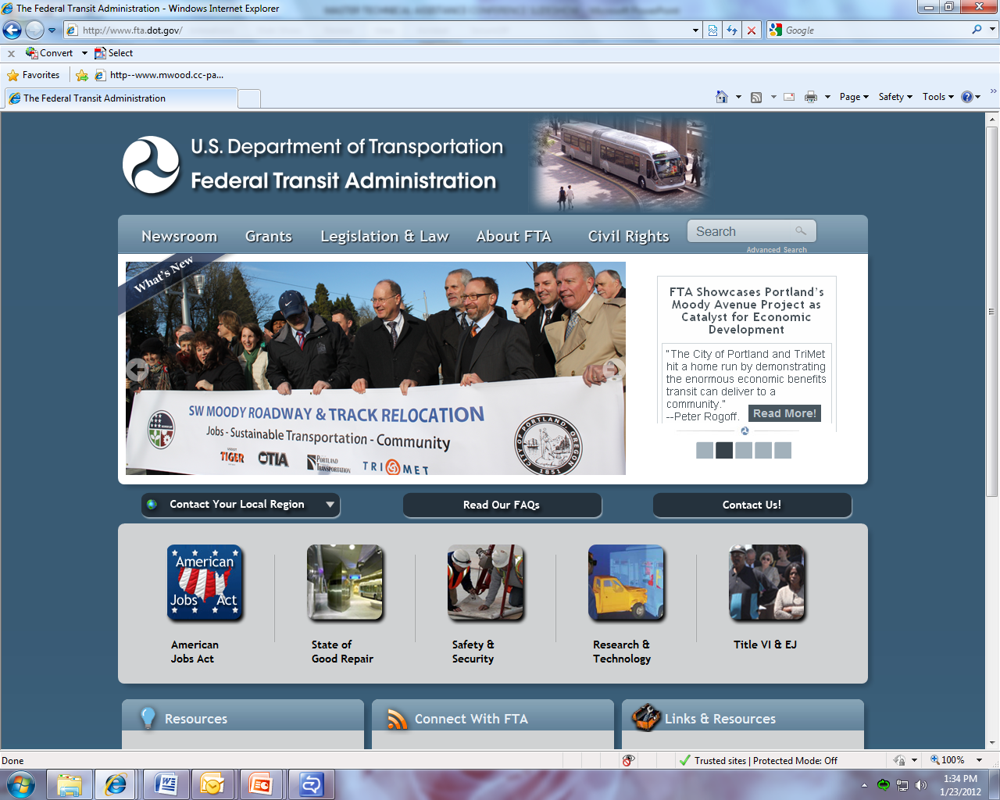 The Federal Transit Administration - Windows Internet Explorer
http://www.fta.dot.gov/
Google
x Convert Select
Favorites http--www.mwood.cc-pa...
The Federal Transit Administration
Page Safety Tools
U.S. Department of Transportation
Federal Transit Administration
Newsroom Grants Legislation & Law About FTA Civil Rights Search
Advanced Search
What's New
SW MOODY ROADWAY & TRACK RELOCATION
Jobs - Sustainable Transportation - Community
TIGER OTIA PORTLAND TRANSPORTATION TRIMET
CITY OF PORTLAND, OREGON
1851
FTA Showcases Portland's
Moody Avenue Project as
Catalyst for Economic
Development
"The City of Portland and TriMet
hit a home run by demonstrating
the enormous economic benefits
transit can deliver to a
community."
--Peter Rogoff. Read More!
Contact Your Local Region Read Our FAQs Contact Us!
American
Jobs Act
American
Jobs Act
State of
Good Repair
Safety &
Security
Research &
Technology
Title VI & EJ
Resources Connect With FTA Links & Resources
Done Trusted sites | Protected Mode: Off 100%
1:34 PM
1/23/2012